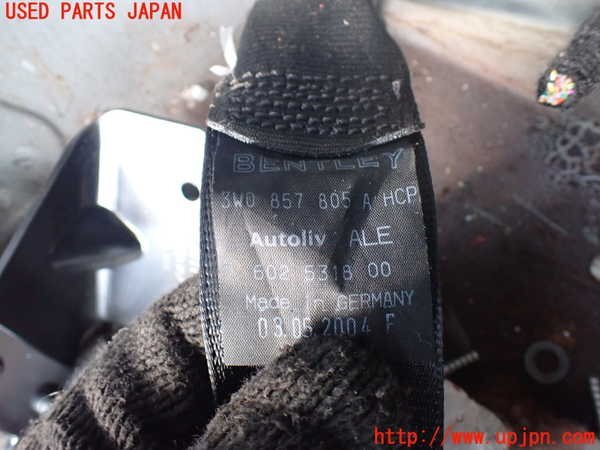 USED PARTS JAPAN
BENTLEY
3W0 857 805 A HCP
Autoliv ALE
602 5318 00
Made in GERMANY
03.05.2004 F
http://www.upjpn.com/